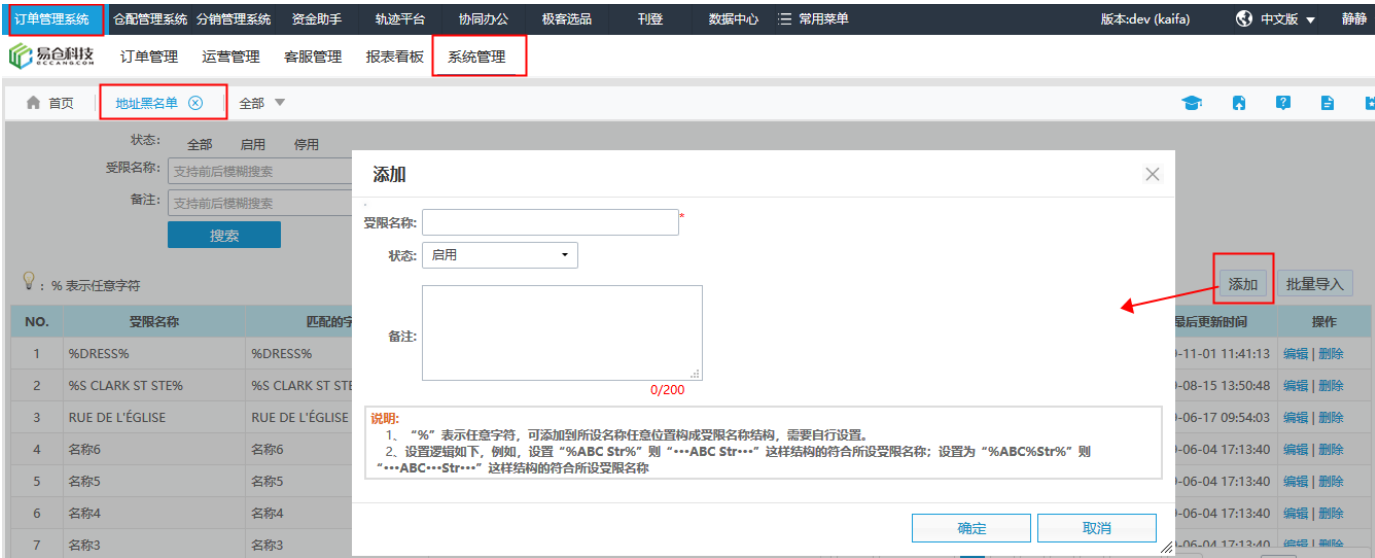 订单管理系统 仓配管理系统 分销管理系统 资金助手 轨迹平台 协同办公 极客选品 刊登 数据中心 常用菜单 版本:dev (kaifa) 中文版 ▼ 静静
易仓科技 ECCANG.COM 订单管理 运营管理 客服管理 报表看板 系统管理
首页 地址黑名单 全部
状态: 全部 启用 停用
受限名称: 支持前后模糊搜索
备注: 支持前后模糊搜索
搜索
添加
受限名称: *
状态: 启用
备注:
0/200
说明:
1、“%”表示任意字符，可添加到所设名称任意位置构成受限名称结构，需要自行设置。
2、设置逻辑如下，例如，设置“%ABC Str%”则“•••ABC Str•••”这样结构的符合所设受限名称；设置为“%ABC%Str%”则
“•••ABC•••Str•••”这样结构的符合所设受限名称
确定 取消
: % 表示任意字符 添加 批量导入
NO. 受限名称 匹配的字 最后更新时间 操作
1 %DRESS% %DRESS% -11-01 11:41:13 编辑 | 删除
2 %S CLARK ST STE% %S CLARK ST STE -08-15 13:50:48 编辑 | 删除
3 RUE DE L'ÉGLISE RUE DE L'ÉGLISE -06-17 09:54:03 编辑 | 删除
4 名称6 名称6 -06-04 17:13:40 编辑 | 删除
5 名称5 名称5 -06-04 17:13:40 编辑 | 删除
6 名称4 名称4 -06-04 17:13:40 编辑 | 删除
7 名称3 名称3 -06-04 17:13:40 编辑 | 删除